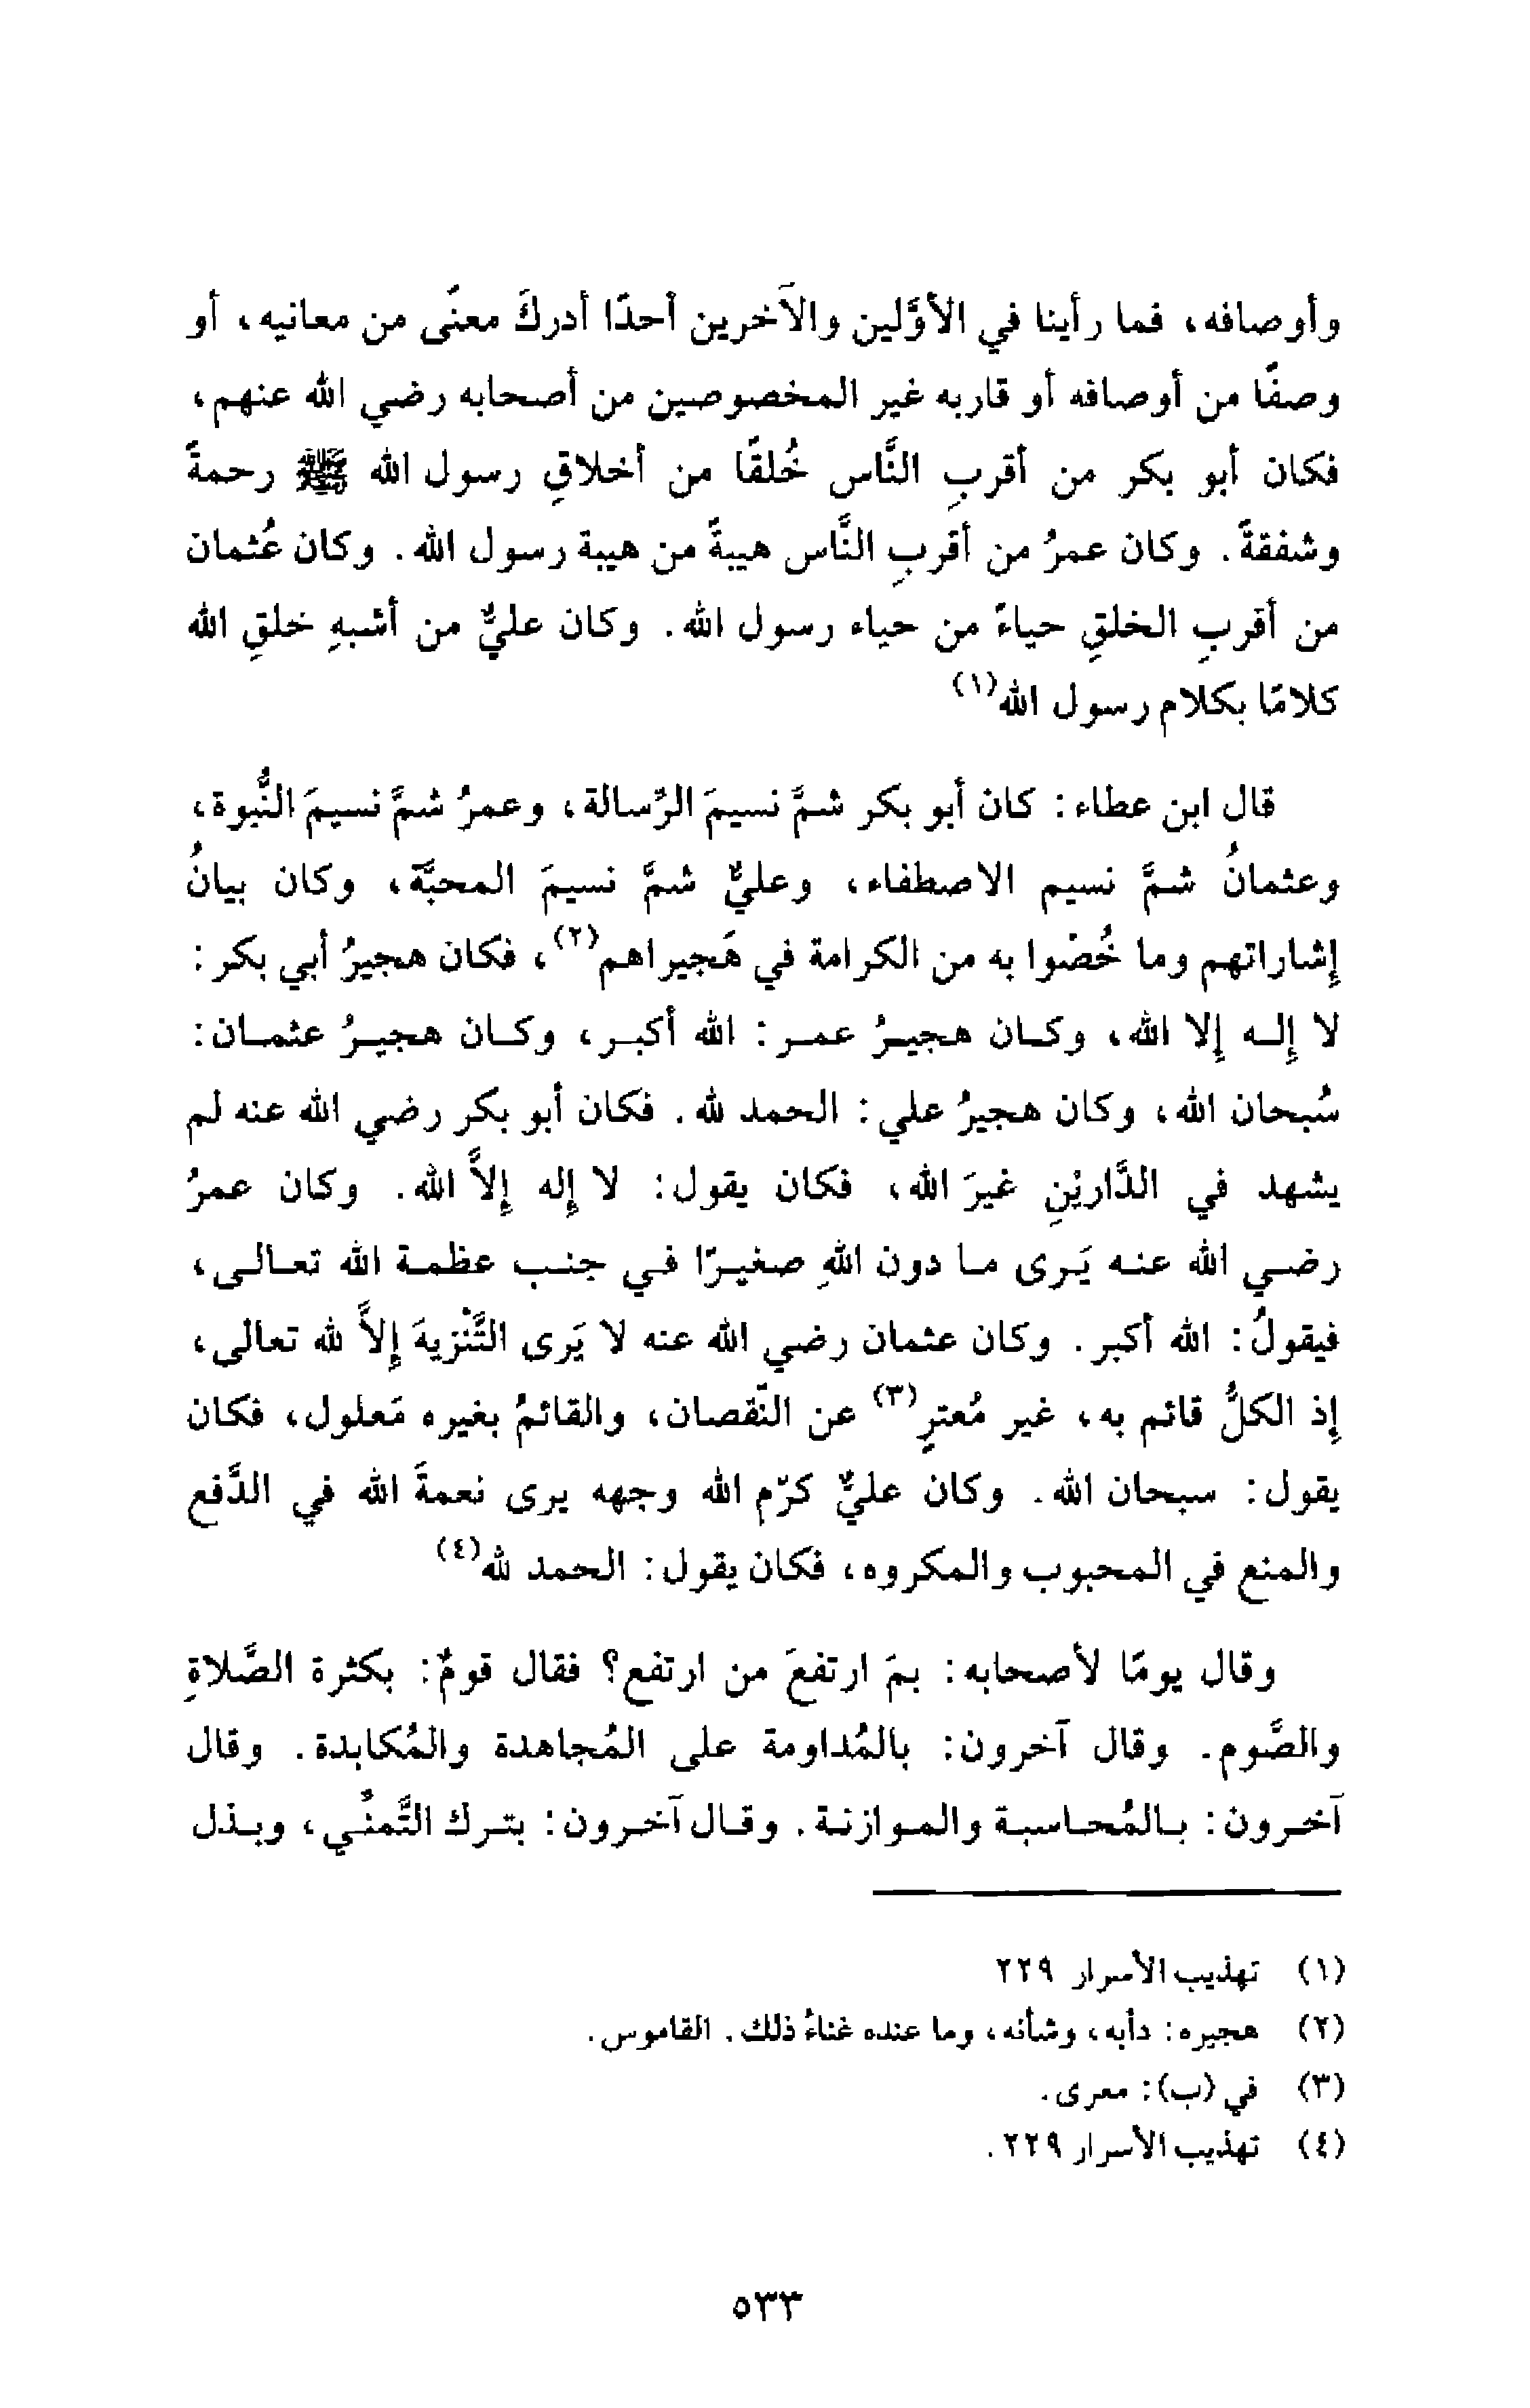 وأوصافه، فما رأينا في الأوَّلين والآخرين أحدًا أدركَ معنًى من معانيه، أو
وصفًا من أوصافه أو قاربه غير المخصوصين من أصحابه رضي الله عنهم،
فكان أبو بكر من أقربِ النَّاس خُلقًا من أخلاقِ رسول الله ﷺ رحمةً
وشفقةً. وكان عمرُ من أقربِ النَّاس هيبةً من هيبة رسول الله. وكان عُثمان
من أقربِ الخلقِ حياءً من حياء رسول الله. وكان عليٌّ من أشبهِ خلقِ الله
كلامًا بكلام رسول الله(١)
قال ابن عطاء: كان أبو بكر شمَّ نسيمَ الرِّسالة، وعمرُ شمَّ نسيمَ النُّبوة،
وعثمانُ شمَّ نسيم الاصطفاء، وعليٌّ شمَّ نسيمَ المحبَّة، وكان بيانُ
إشاراتهم وما خُصُّوا به من الكرامة في هَجيراهم(٢)، فكان هجيرُ أبي بكر:
لا إله إلا الله، وكان هجيرُ عمر: الله أكبر، وكان هجيرُ عثمان:
سُبحان الله، وكان هجيرُ علي: الحمد لله. فكان أبو بكر رضي الله عنه لم
يشهد في الدَّاريْنِ غيرَ الله، فكان يقول: لا إله إلاَّ الله. وكان عمرُ
رضي الله عنه يَرى ما دون اللهِ صغيرًا في جنب عظمة الله تعالى،
فيقولُ: الله أكبر. وكان عثمان رضي الله عنه لا يَرى التَّنْزيهَ إلاَّ لله تعالى،
إذ الكلُّ قائم به، غير مُعترٍ(٣) عن النّقصان، والقائمُ بغيره مَعلول، فكان
يقول: سبحان الله. وكان عليٌّ كرّم الله وجهه يرى نعمةَ الله في الدَّفع
والمنع في المحبوب والمكروه، فكان يقول: الحمد لله(٤)
وقال يومًا لأصحابه: بمَ ارتفعَ من ارتفع؟ فقال قومٌ: بكثرة الصَّلاةِ
والصَّوم. وقال آخرون: بالمُداومة على المُجاهدة والمُكابدة. وقال
آخرون: بالمُحاسبة والموازنة. وقال آخرون: بترك التَّمنُي، وبذل
(١) تهذيب الأسرار ٢٢٩
(٢) هجيره: دأبه، وشأنه، وما عنده غناءُ ذلك. القاموس.
(٣) في (ب): معرى.
(٤) تهذيب الأسرار ٢٢٩.
٥٣٣